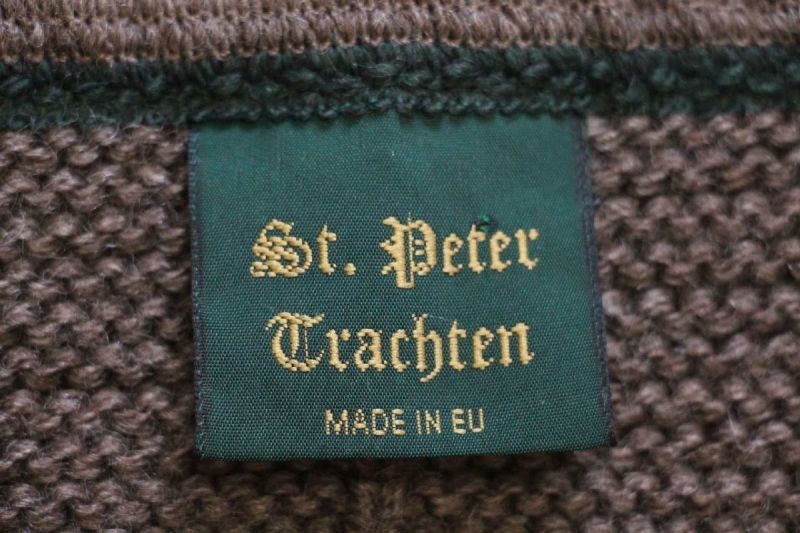 St. Peter
Trachten
MADE IN EU